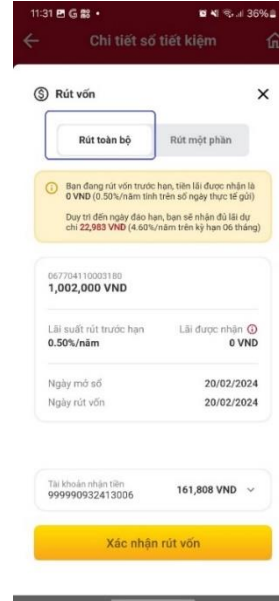 11:31 G
36%
Chi tiết sổ tiết kiệm
Rút vốn
Rút toàn bộ
Rút một phần
Bạn đang rút vốn trước hạn, tiền lãi được nhận là
0 VND (0.50%/năm tính trên số ngày thực tế gửi)
Duy trì đến ngày đáo hạn, bạn sẽ nhận đủ lãi dự
chi 22,983 VND (4.60%/năm trên kỳ hạn 06 tháng)
067704110003180
1,002,000 VND
Lãi suất rút trước hạn
Lãi được nhận
0.50%/năm
0 VND
Ngày mở sổ
20/02/2024
Ngày rút vốn
20/02/2024
Tài khoản nhận tiền
999990932413006
161,808 VND
Xác nhận rút vốn